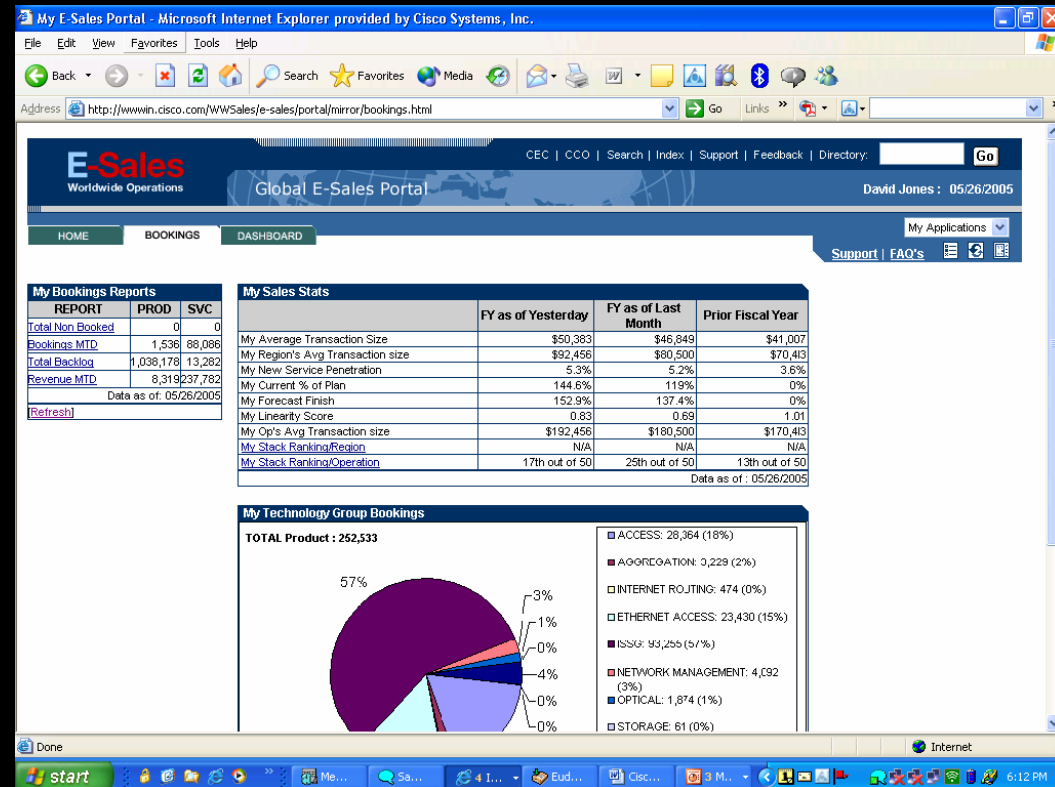 My E-Sales Portal - Microsoft Internet Explorer provided by Cisco Systems, Inc.
File Edit View Favorites Tools Help
Back Search Favorites Media
Address http://wwwin.cisco.com/WWSales/e-sales/portal/mirror/bookings.html Go Links »
E-Sales
Worldwide Operations
CEC | CCO | Search | Index | Support | Feedback | Directory: Go
Global E-Sales Portal
David Jones : 05/26/2005
HOME BOOKINGS DASHBOARD
My Applications
Support | FAQ's
My Bookings Reports
REPORT PROD SVC
Total Non Booked 0 0
Bookings MTD 1,536 88,086
Total Backlog 1,038,178 13,282
Revenue MTD 8,319 237,782
Data as of: 05/26/2005
[Refresh]
My Sales Stats
FY as of Yesterday FY as of Last Month Prior Fiscal Year
My Average Transaction Size $50,383 $46,849 $41,007
My Region's Avg Transaction size $92,456 $80,500 $70,413
My New Service Penetration 5.3% 5.2% 3.6%
My Current % of Plan 144.6% 119% 0%
My Forecast Finish 152.9% 137.4% 0%
My Linearity Score 0.83 0.69 1.01
My Op's Avg Transaction size $192,456 $180,500 $170,413
My Stack Ranking/Region N/A N/A N/A
My Stack Ranking/Operation 17th out of 50 25th out of 50 13th out of 50
Data as of : 05/26/2005
My Technology Group Bookings
TOTAL Product : 252,533
57%
3%
1%
0%
4%
0%
0%
ACCESS: 28,364 (18%)
AGGREGATION: 3,229 (2%)
INTERNET ROUTING: 474 (0%)
ETHERNET ACCESS: 23,430 (15%)
ISSG: 93,255 (57%)
NETWORK MANAGEMENT: 4,092
(3%)
OPTICAL: 1,874 (1%)
STORAGE: 61 (0%)
Done Internet
start » Me... Sa... 4 I... Eud... Cisc... 3 M... 6:12 PM